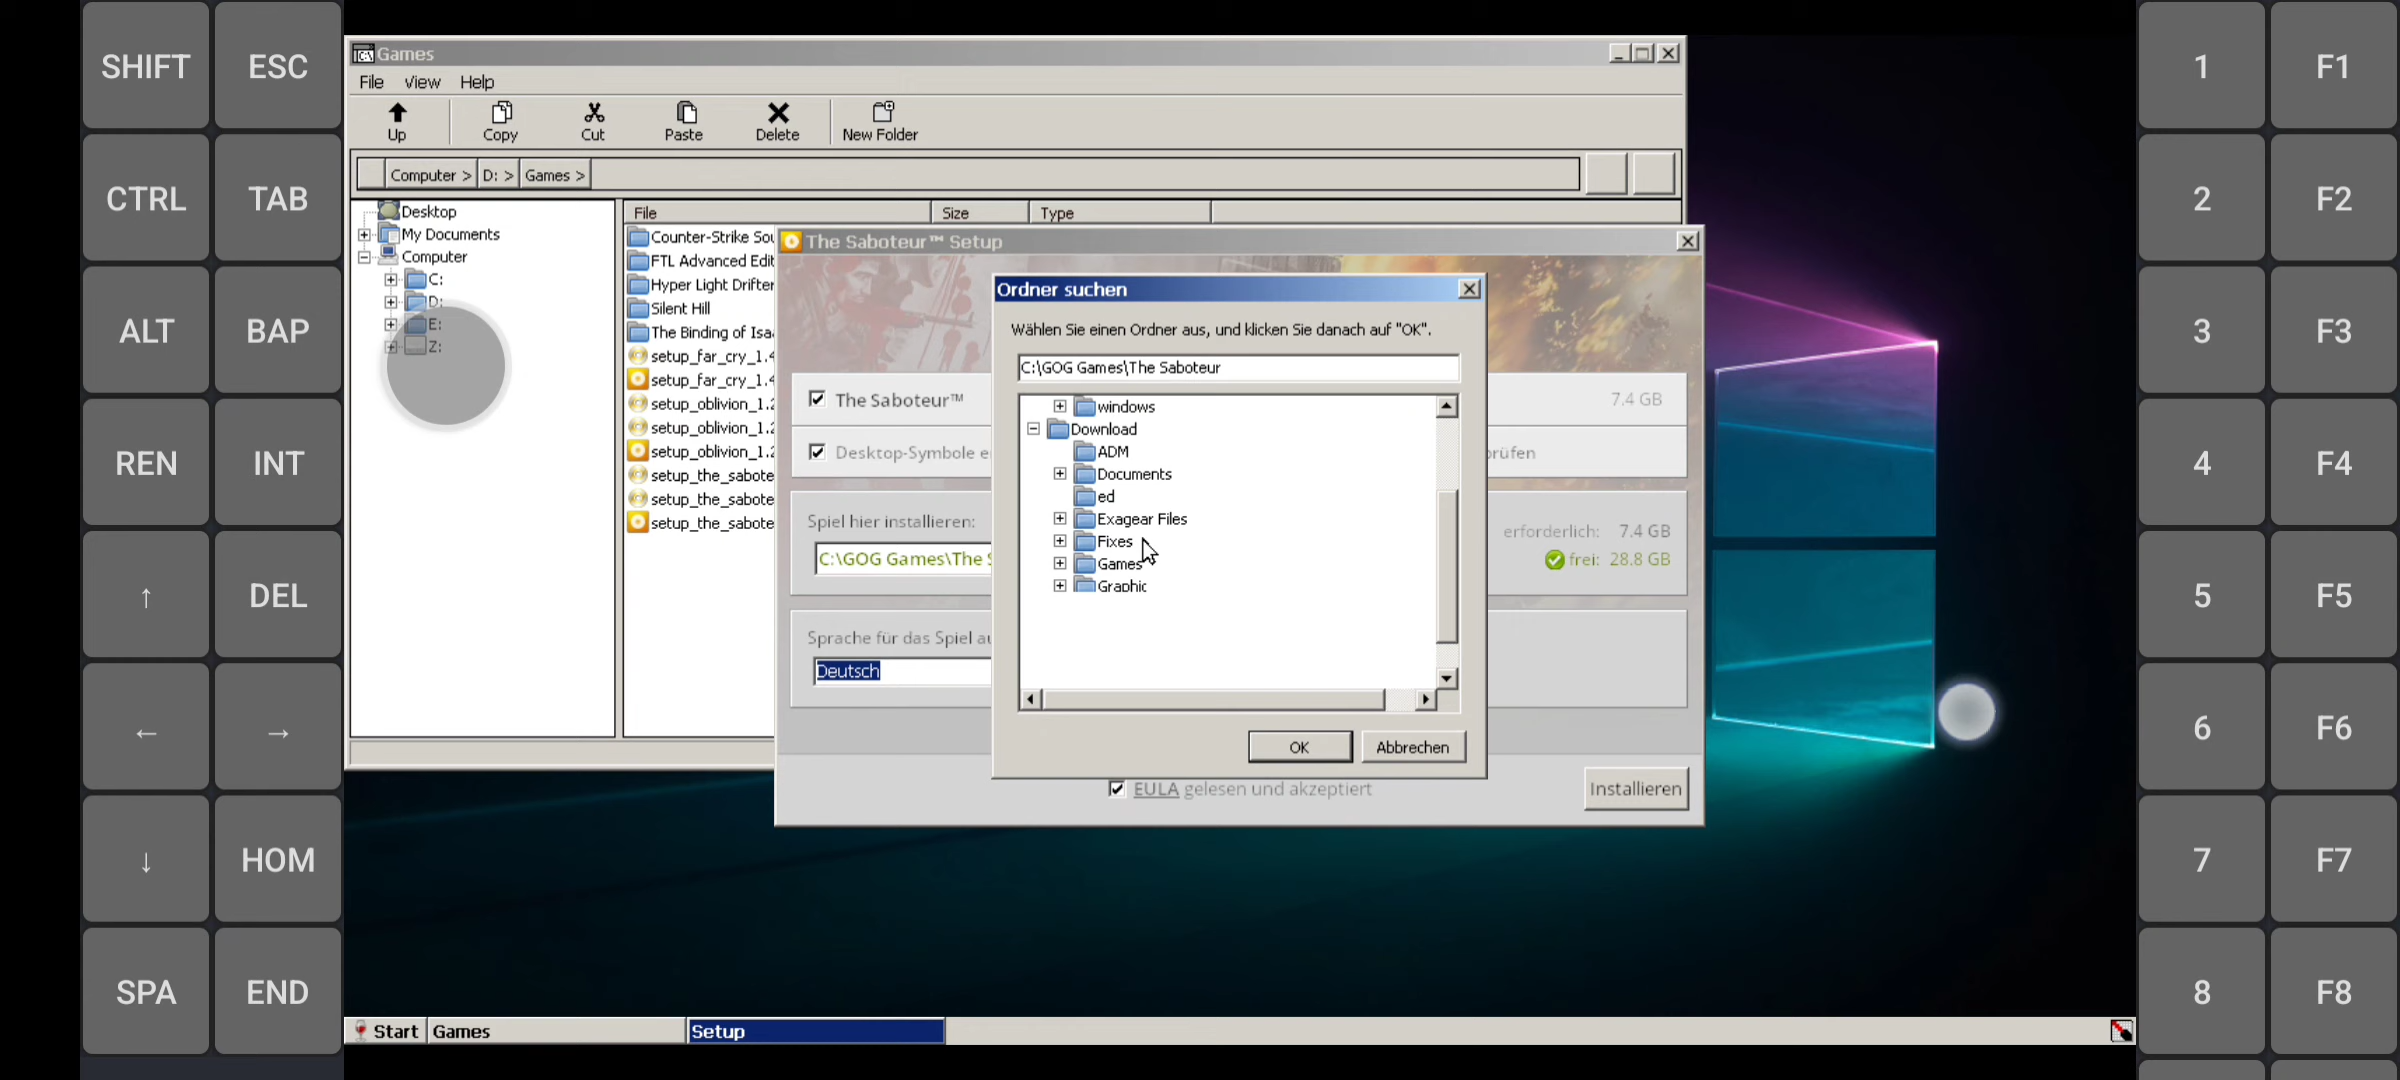 SHIFT
ESC
CTRL
TAB
ALT
BAP
REN
INT
↑
DEL
←
→
↓
HOM
SPA
END
Games
File View Help
Up
Copy
Cut
Paste
Delete
New Folder
Computer > D: > Games >
Desktop
My Documents
Computer
C:
D:
E:
Z:
File Size Type
Counter-Strike Sou
FTL Advanced Edit
Hyper Light Drifter
Silent Hill
The Binding of Isa
setup_far_cry_1.4
setup_far_cry_1.4
setup_oblivion_1.2
setup_oblivion_1.2
setup_oblivion_1.2
setup_the_sabote
setup_the_sabote
setup_the_sabote
The Saboteur™ Setup
The Saboteur™
7.4 GB
Desktop-Symbole e
prüfen
Spiel hier installieren:
C:\GOG Games\The S
erforderlich: 7.4 GB
frei: 28.8 GB
Sprache für das Spiel au
Deutsch
EULA gelesen und akzeptiert
Installieren
Ordner suchen
Wählen Sie einen Ordner aus, und klicken Sie danach auf "OK".
C:\GOG Games\The Saboteur
windows
Download
ADM
Documents
ed
Exagear Files
Fixes
Games
Graphic
OK
Abbrechen
Start
Games
Setup
1
F1
2
F2
3
F3
4
F4
5
F5
6
F6
7
F7
8
F8